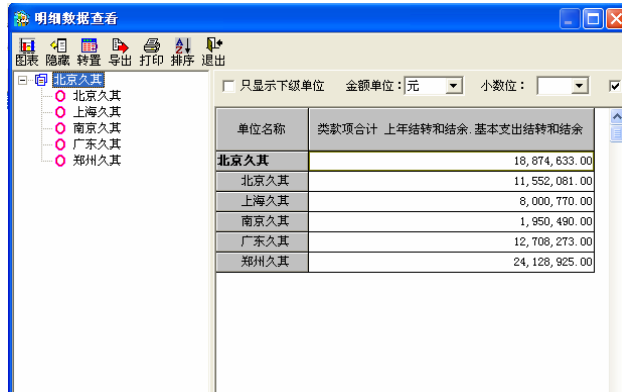 明细数据查看
图表 隐藏 转置 导出 打印 排序 退出
北京久其
北京久其
上海久其
南京久其
广东久其
郑州久其
只显示下级单位 金额单位:元 小数位:
单位名称 类款项合计 上年结转和结余.基本支出结转和结余
北京久其 18,874,633.00
北京久其 11,552,081.00
上海久其 8,000,770.00
南京久其 1,950,490.00
广东久其 12,708,273.00
郑州久其 24,128,925.00